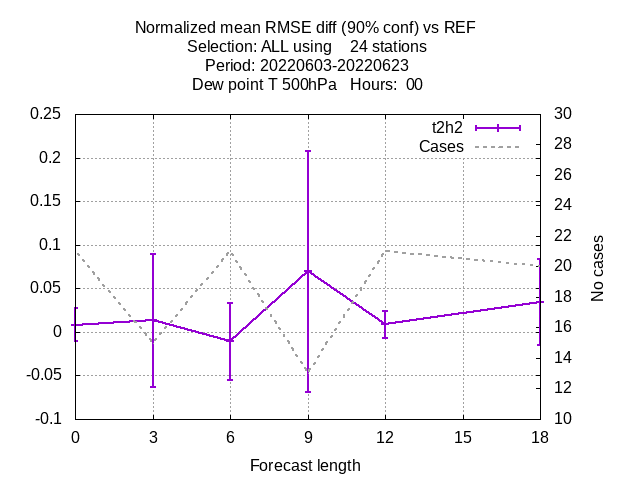 Normalized mean RMSE diff (90% conf) vs REF
Selection: ALL using    24 stations
Period: 20220603-20220623
Dew point T 500hPa   Hours:  00
t2h2
Cases
0.25
0.2
0.15
0.1
0.05
0
-0.05
-0.1
30
28
26
24
22
20
18
16
14
12
10
No cases
0 3 6 9 12 15 18
Forecast length